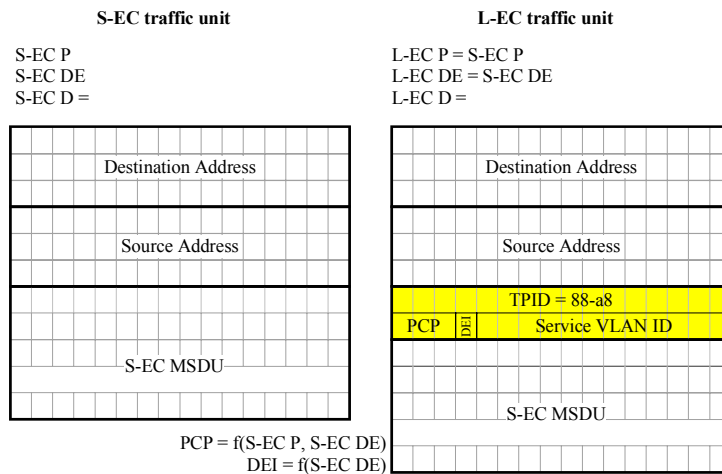 S-EC traffic unit
S-EC P
S-EC DE
S-EC D =
Destination Address
Source Address
S-EC MSDU
L-EC traffic unit
L-EC P = S-EC P
L-EC DE = S-EC DE
L-EC D =
Destination Address
Source Address
TPID = 88-a8
PCP DEI Service VLAN ID
S-EC MSDU
PCP = f(S-EC P, S-EC DE)
DEI = f(S-EC DE)